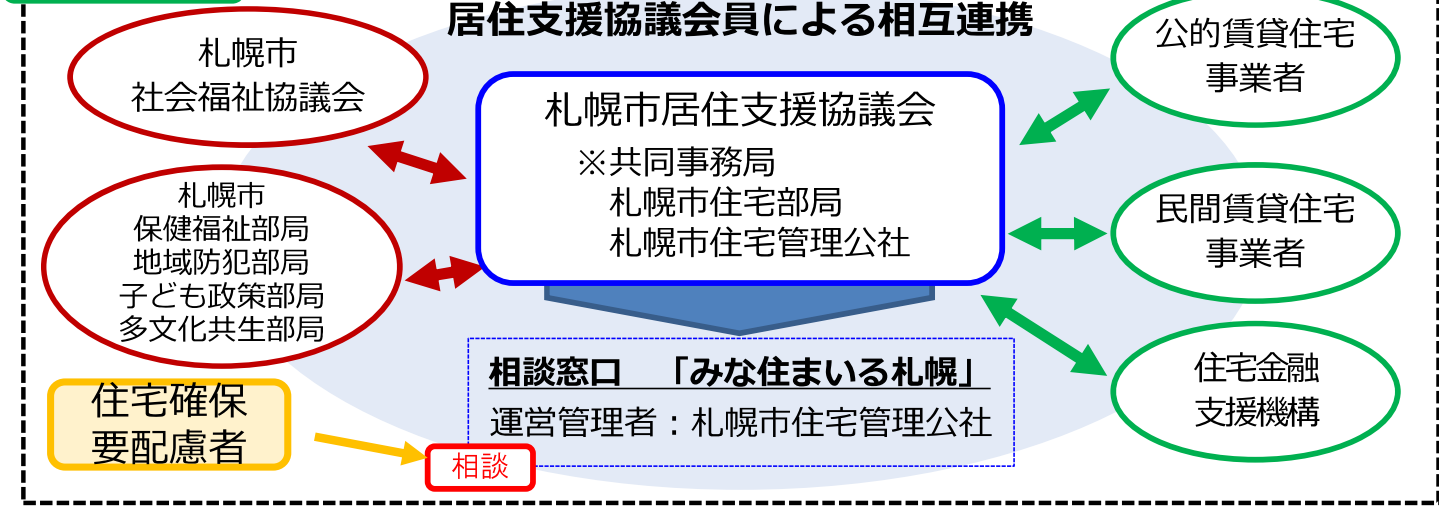 居住支援協議会員による相互連携
札幌市
社会福祉協議会
札幌市
保健福祉部局
地域防犯部局
子ども政策部局
多文化共生部局
住宅確保
要配慮者
札幌市居住支援協議会
※共同事務局
札幌市住宅部局
札幌市住宅管理公社
相談窓口 「みな住まいる札幌」
運営管理者：札幌市住宅管理公社
相談
公的賃貸住宅
事業者
民間賃貸住宅
事業者
住宅金融
支援機構